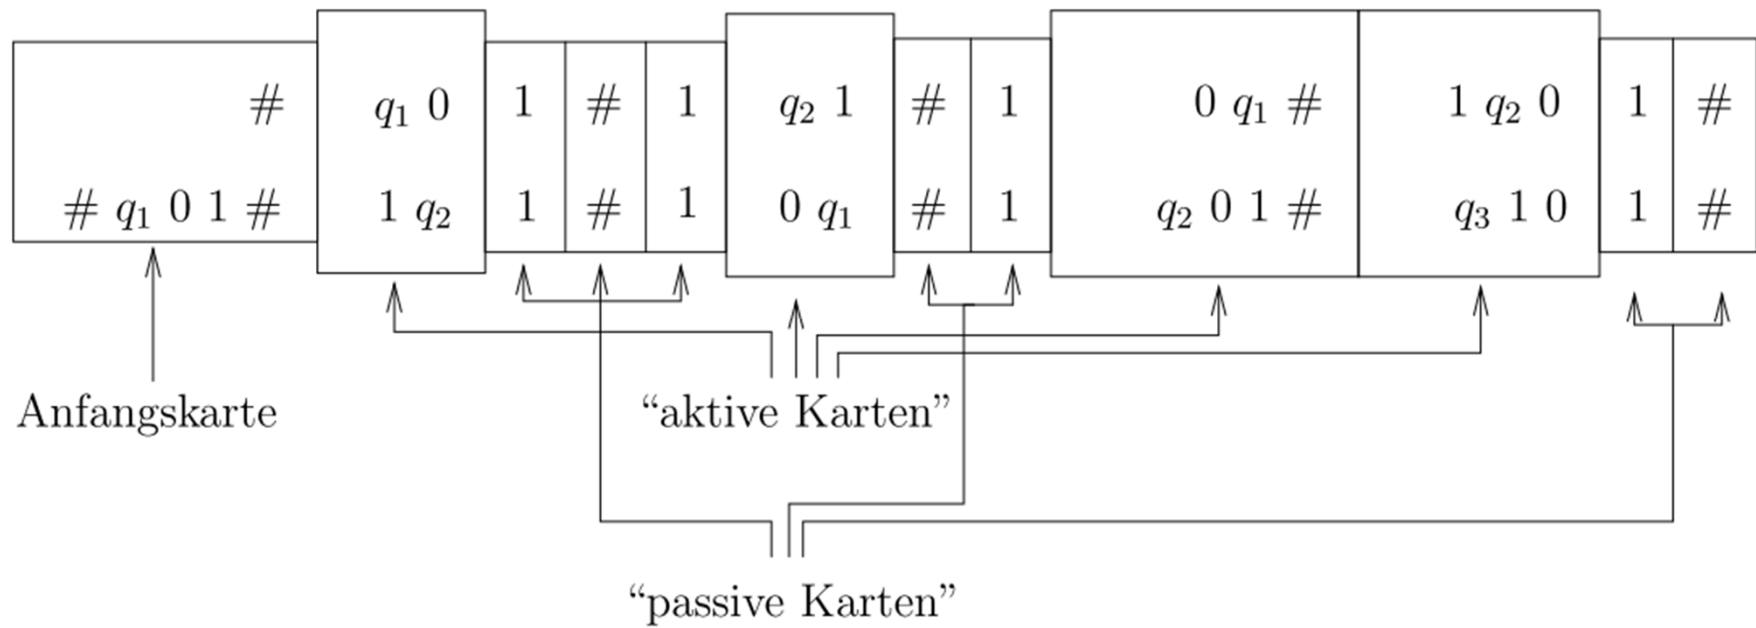 # q₁ 0 1 # 1 q₂ 1 # 1 0 q₁ # 1 q₂ 0 1 #
# q₁ 0 1 # 1 q₂ 1 # 1 0 q₁ # 1 q₂ 0 1 # q₃ 1 0 1 #
Anfangskarte
“aktive Karten”
“passive Karten”